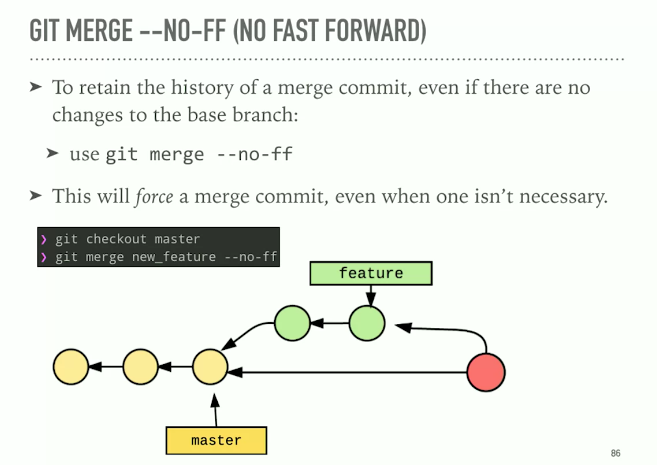 GIT MERGE --NO-FF (NO FAST FORWARD)
➤ To retain the history of a merge commit, even if there are no
changes to the base branch:
➤ use git merge --no-ff
➤ This will force a merge commit, even when one isn’t necessary.
❯ git checkout master
❯ git merge new_feature --no-ff
feature
master
86